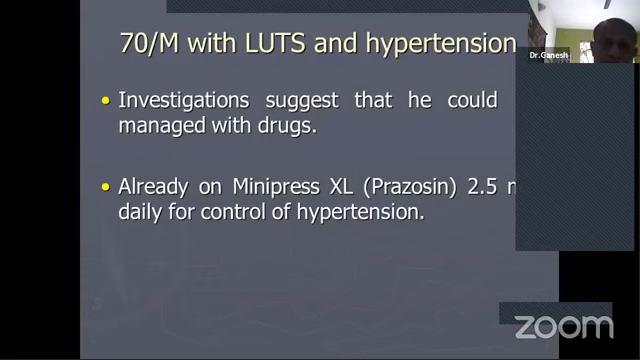 70/M with LUTS and hypertension
Dr.Ganesh
• Investigations suggest that he could
managed with drugs.
• Already on Minipress XL (Prazosin) 2.5
daily for control of hypertension.
zoom